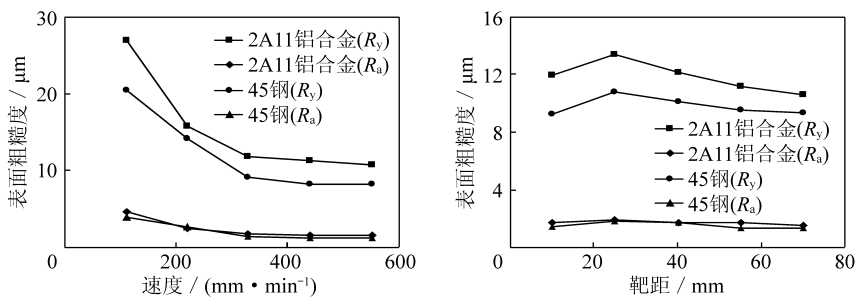 表面粗糙度 / μm
30
20
10
0
200
400
600
速度 / (mm·min⁻¹)
2A11铝合金(Ry)
2A11铝合金(Ra)
45钢(Ry)
45钢(Ra)
表面粗糙度 / μm
16
12
8
4
0
20
40
60
80
靶距 / mm
2A11铝合金(Ry)
2A11铝合金(Ra)
45钢(Ry)
45钢(Ra)